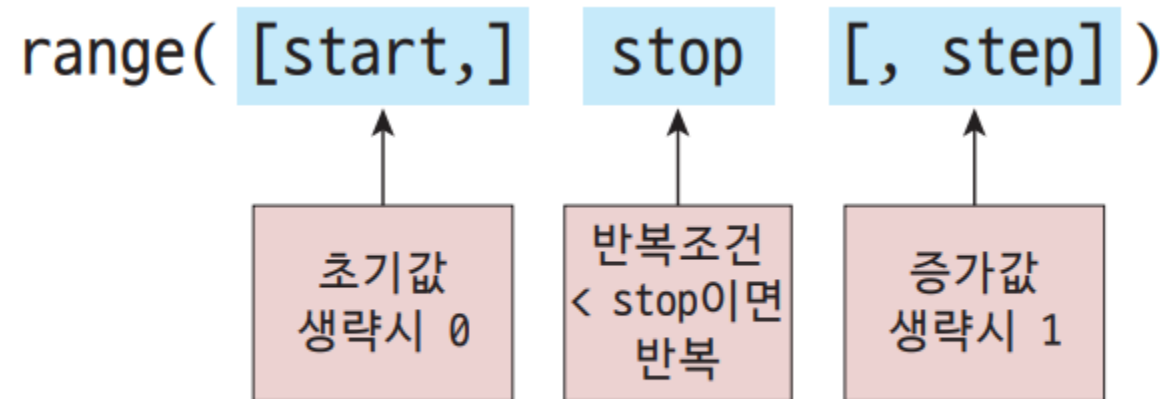 range( [start,] stop [, step] )
초기값
생략시 0
반복조건
< stop이면
반복
증가값
생략시 1